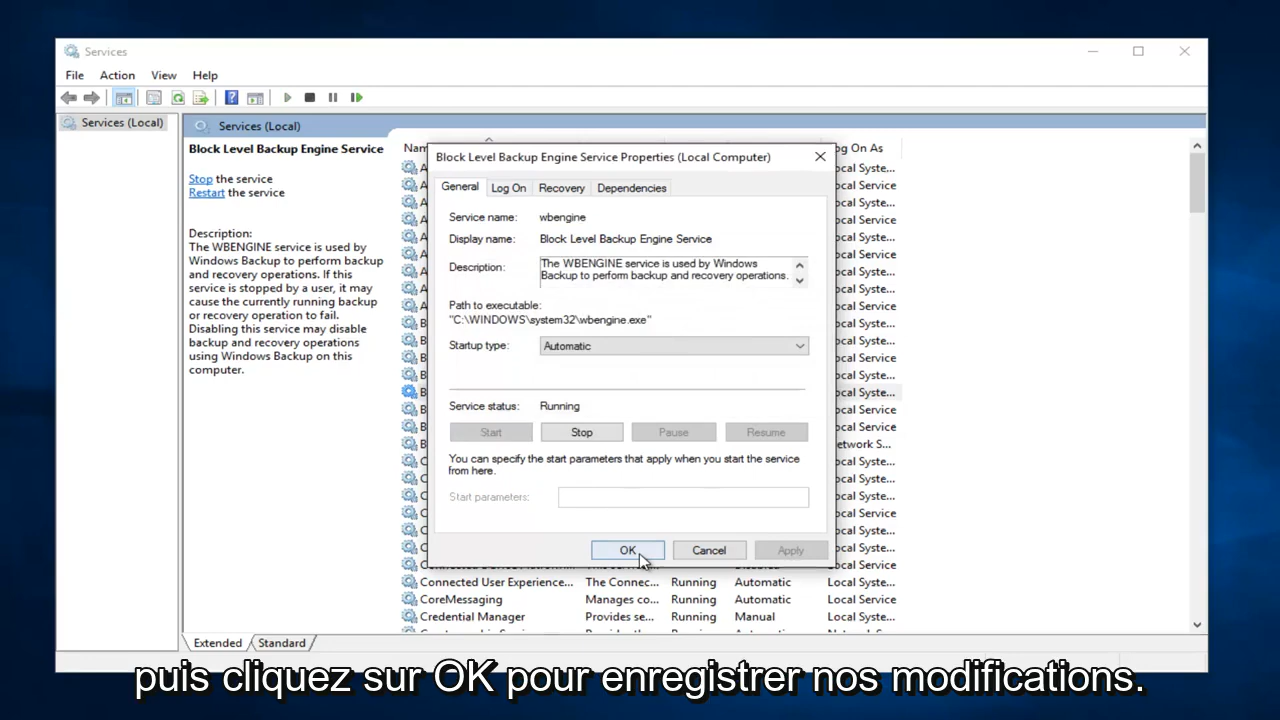 Services
File Action View Help
Services (Local)
Services (Local)
Block Level Backup Engine Service
Stop the service
Restart the service
Description:
The WBENGINE service is used by
Windows Backup to perform backup
and recovery operations. If this
service is stopped by a user, it may
cause the currently running backup
or recovery operation to fail.
Disabling this service may disable
backup and recovery operations
using Windows Backup on this
computer.
Block Level Backup Engine Service Properties (Local Computer)
General Log On Recovery Dependencies
Service name: wbengine
Display name: Block Level Backup Engine Service
Description: The WBENGINE service is used by Windows
Backup to perform backup and recovery operations.
Path to executable:
"C:\WINDOWS\system32\wbengine.exe"
Startup type: Automatic
Service status: Running
Start Stop Pause Resume
You can specify the start parameters that apply when you start the service
from here.
Start parameters:
OK Cancel Apply
Connected User Experience... The Connec... Running Automatic Local Syste...
CoreMessaging Manages co... Running Automatic Local Service
Credential Manager Provides se... Running Manual Local Syste...
Extended Standard
puis cliquez sur OK pour enregistrer nos modifications.